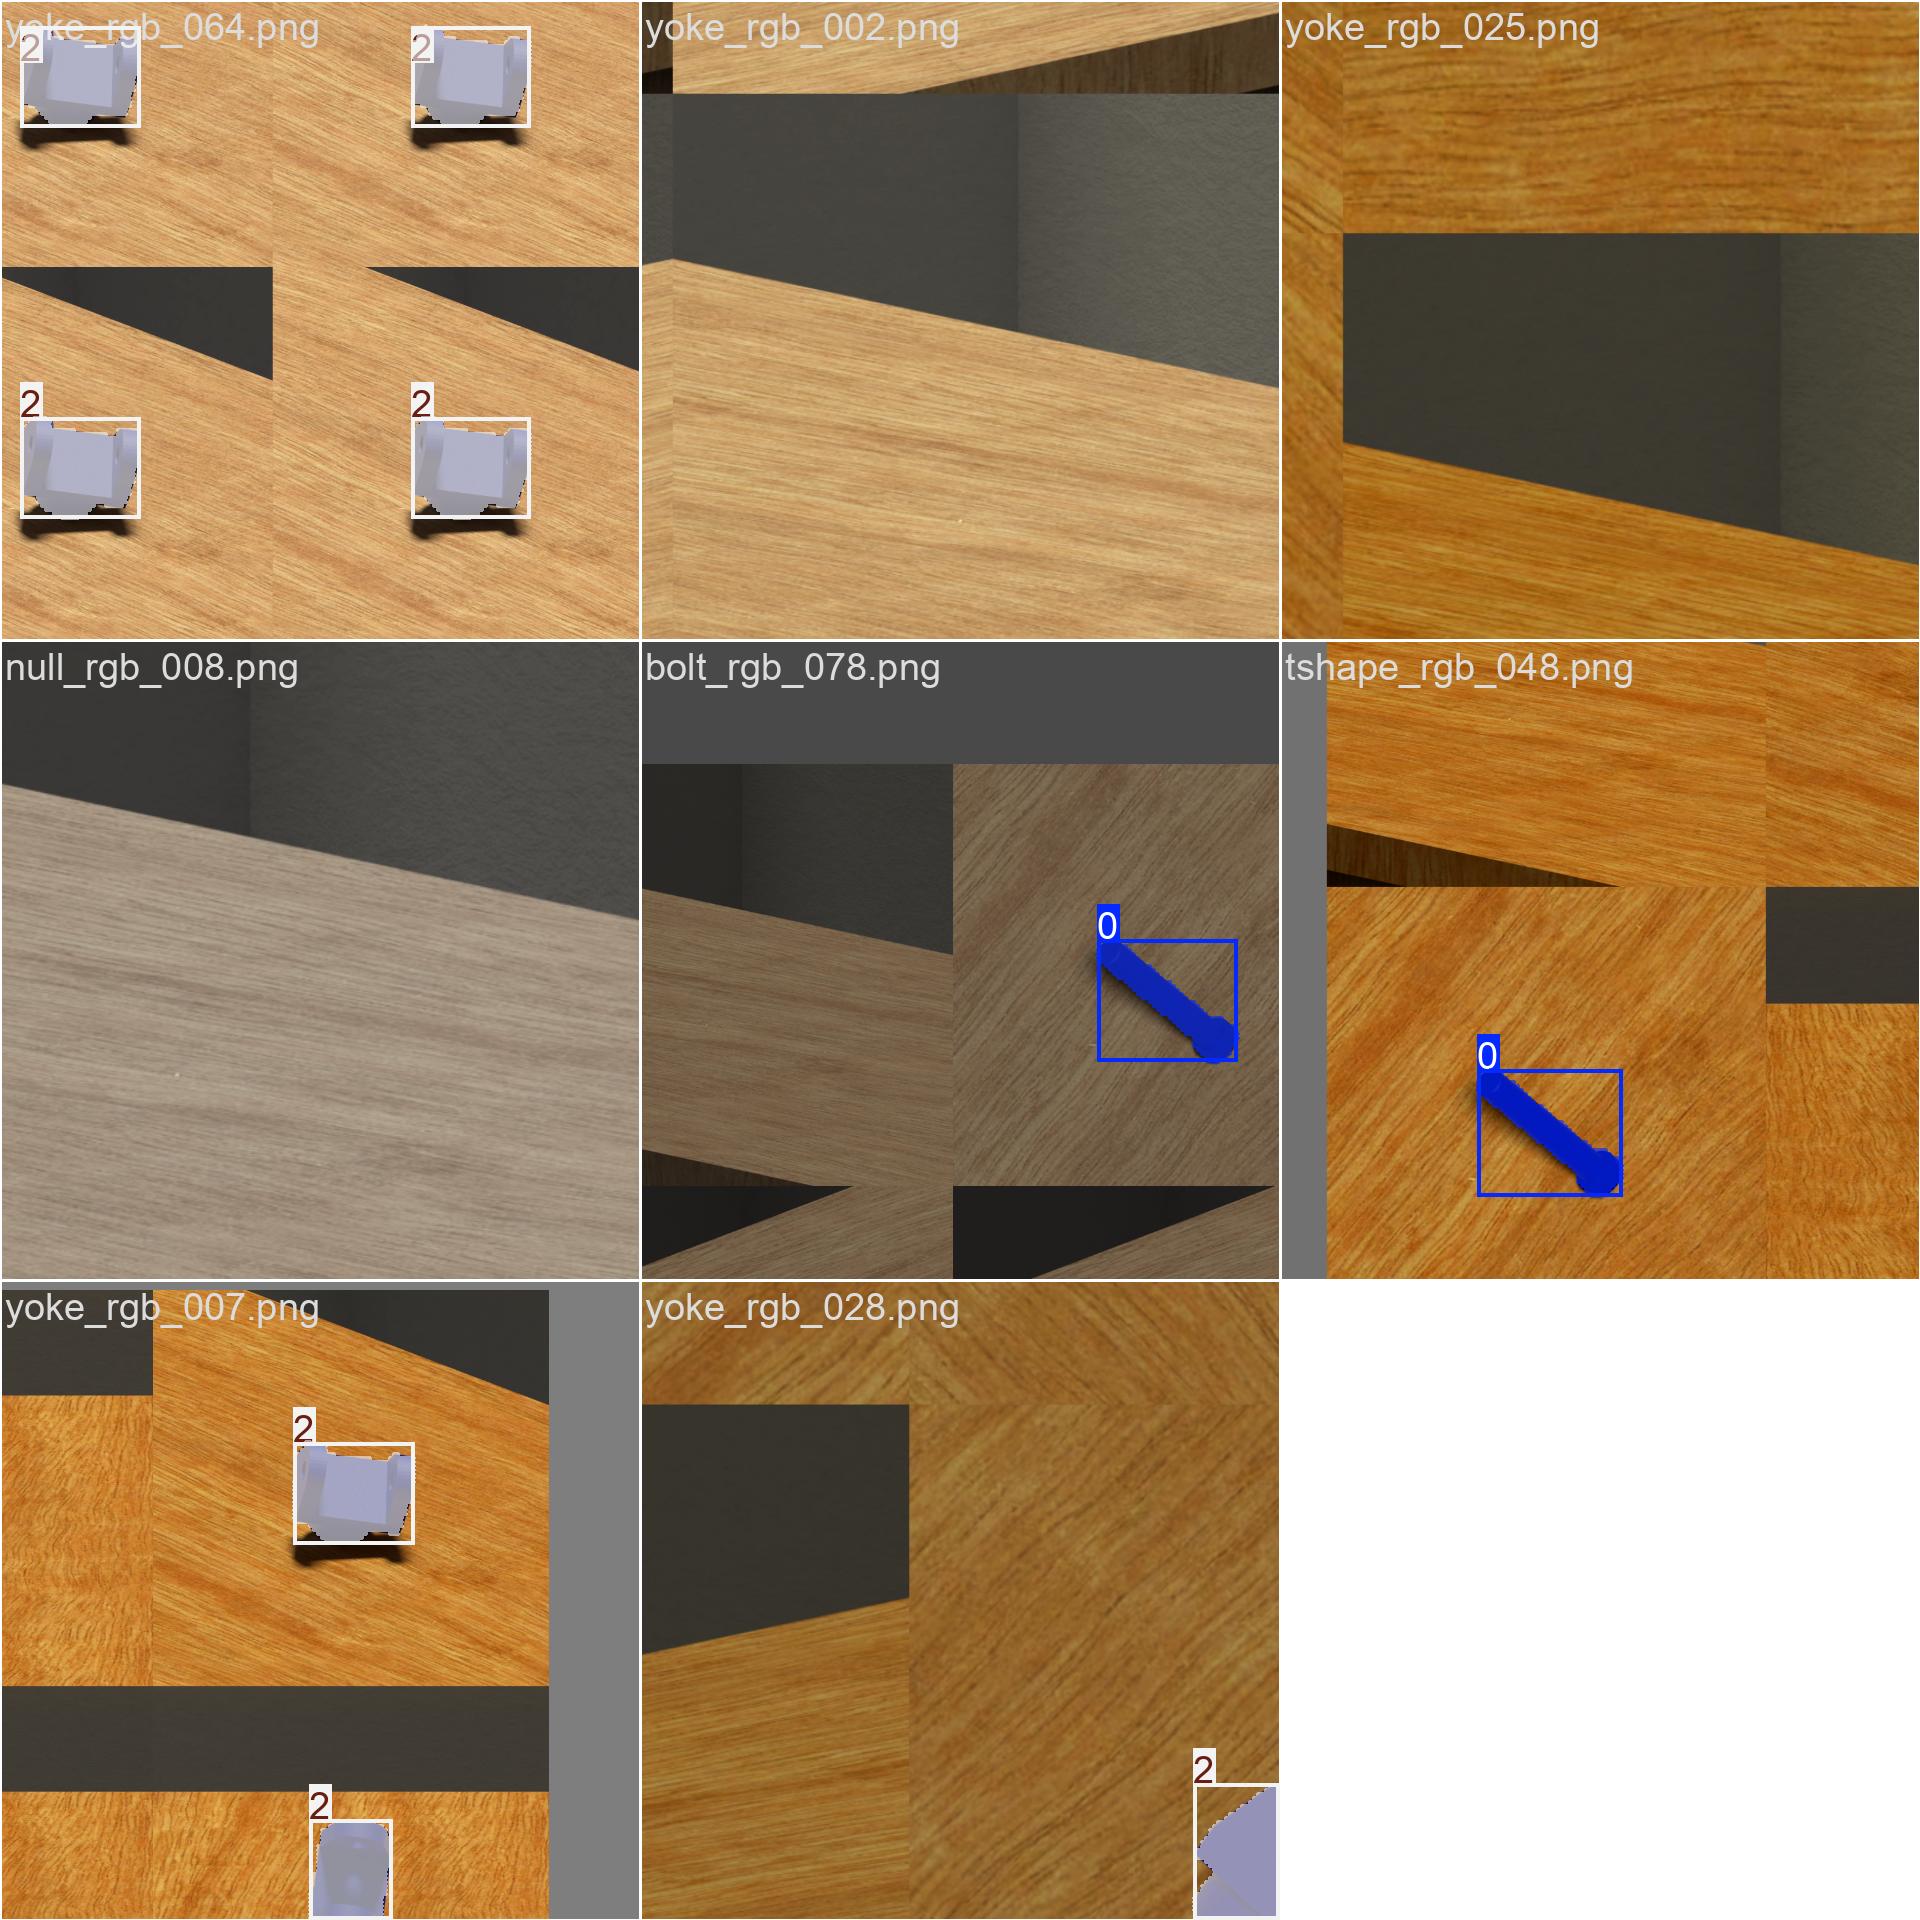 yoke_rgb_064.png
2
2
2
2
yoke_rgb_002.png
yoke_rgb_025.png
null_rgb_008.png
bolt_rgb_078.png
0
tshape_rgb_048.png
0
yoke_rgb_007.png
2
2
yoke_rgb_028.png
2